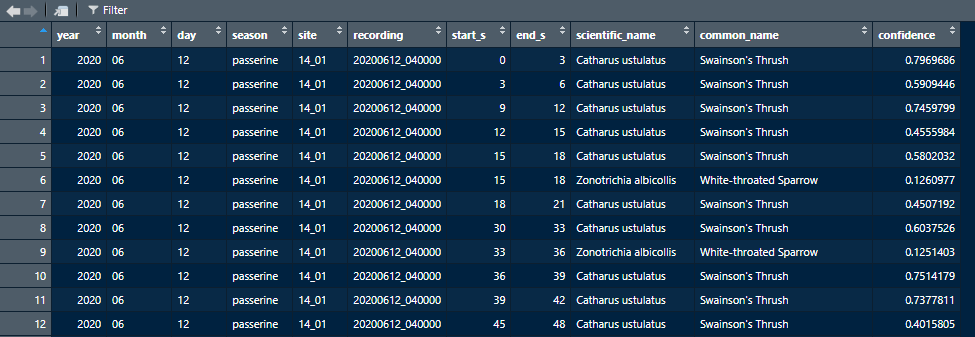 Filter
year month day season site recording start_s end_s scientific_name common_name confidence
1 2020 06 12 passerine 14_01 20200612_040000 0 3 Catharus ustulatus Swainson's Thrush 0.7969686
2 2020 06 12 passerine 14_01 20200612_040000 3 6 Catharus ustulatus Swainson's Thrush 0.5909446
3 2020 06 12 passerine 14_01 20200612_040000 9 12 Catharus ustulatus Swainson's Thrush 0.7459799
4 2020 06 12 passerine 14_01 20200612_040000 12 15 Catharus ustulatus Swainson's Thrush 0.4555984
5 2020 06 12 passerine 14_01 20200612_040000 15 18 Catharus ustulatus Swainson's Thrush 0.5802032
6 2020 06 12 passerine 14_01 20200612_040000 15 18 Zonotrichia albicollis White-throated Sparrow 0.1260977
7 2020 06 12 passerine 14_01 20200612_040000 18 21 Catharus ustulatus Swainson's Thrush 0.4507192
8 2020 06 12 passerine 14_01 20200612_040000 30 33 Catharus ustulatus Swainson's Thrush 0.6037526
9 2020 06 12 passerine 14_01 20200612_040000 33 36 Zonotrichia albicollis White-throated Sparrow 0.1251403
10 2020 06 12 passerine 14_01 20200612_040000 36 39 Catharus ustulatus Swainson's Thrush 0.7514179
11 2020 06 12 passerine 14_01 20200612_040000 39 42 Catharus ustulatus Swainson's Thrush 0.7377811
12 2020 06 12 passerine 14_01 20200612_040000 45 48 Catharus ustulatus Swainson's Thrush 0.4015805